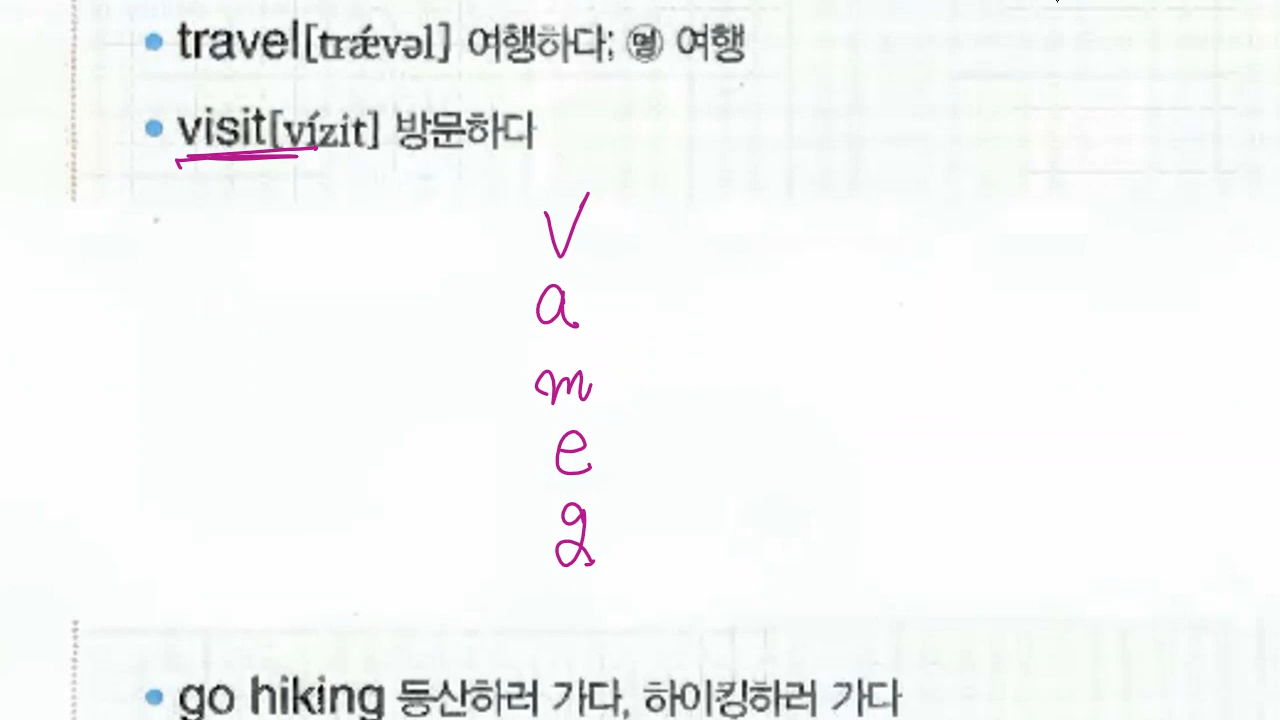 travel[trǽvəl] 여행하다; 명 여행
visit[vízit] 방문하다
V
a
m
e
g
go hiking 등산하러 가다, 하이킹하러 가다